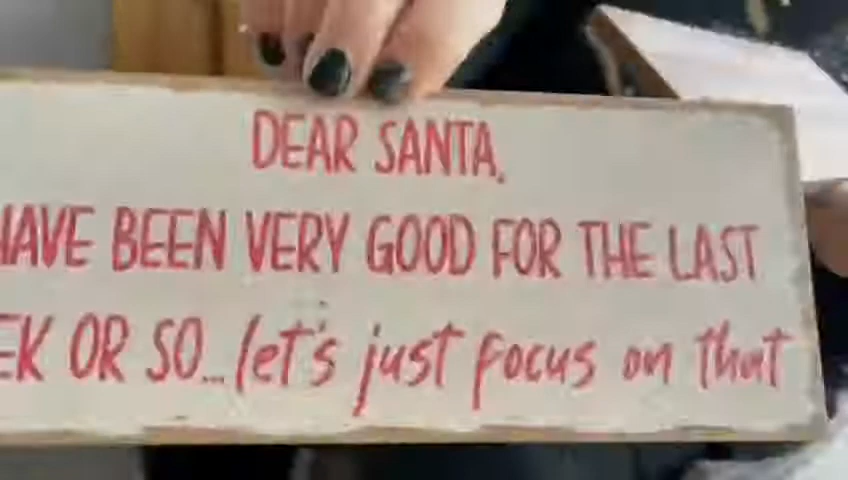 DEAR SANTA,
HAVE BEEN VERY GOOD FOR THE LAST
EK OR SO...let's just focus on that